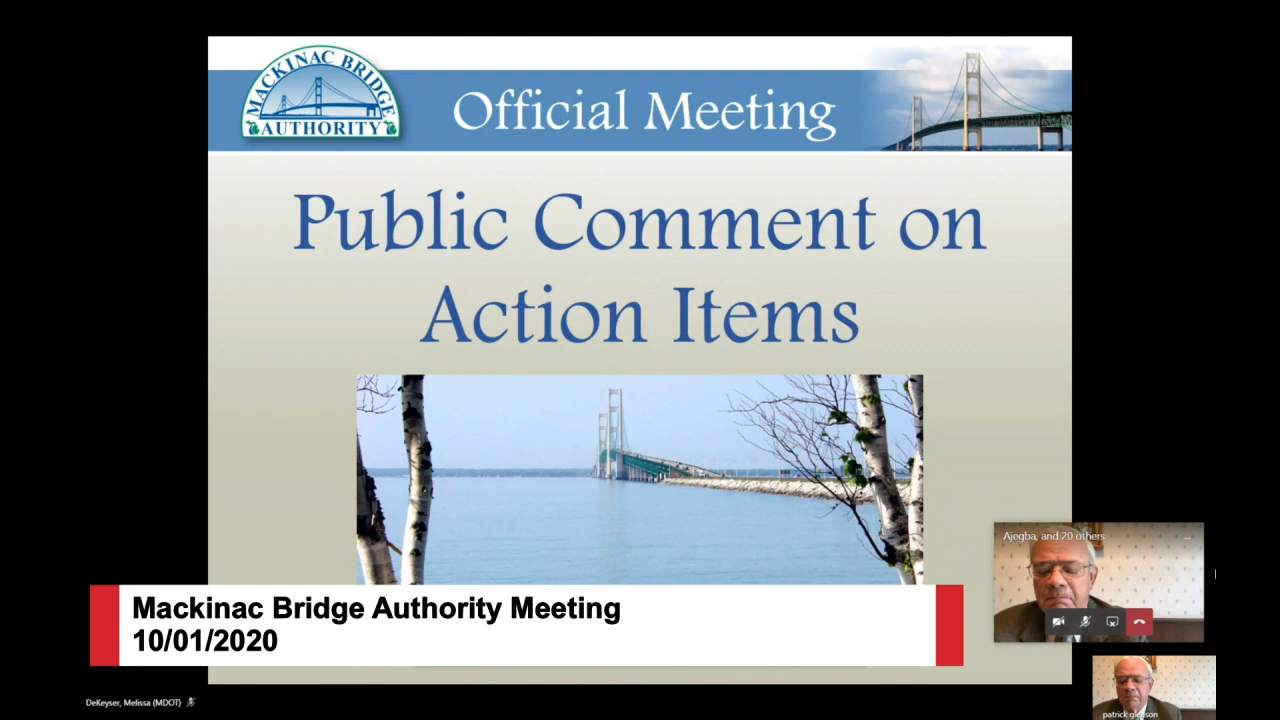 MACKINAC BRIDGE
AUTHORITY
Official Meeting
Public Comment on
Action Items
Ajegba, and 20 others
Mackinac Bridge Authority Meeting
10/01/2020
DeKeyser, Melissa (MDOT)
patrick gleason